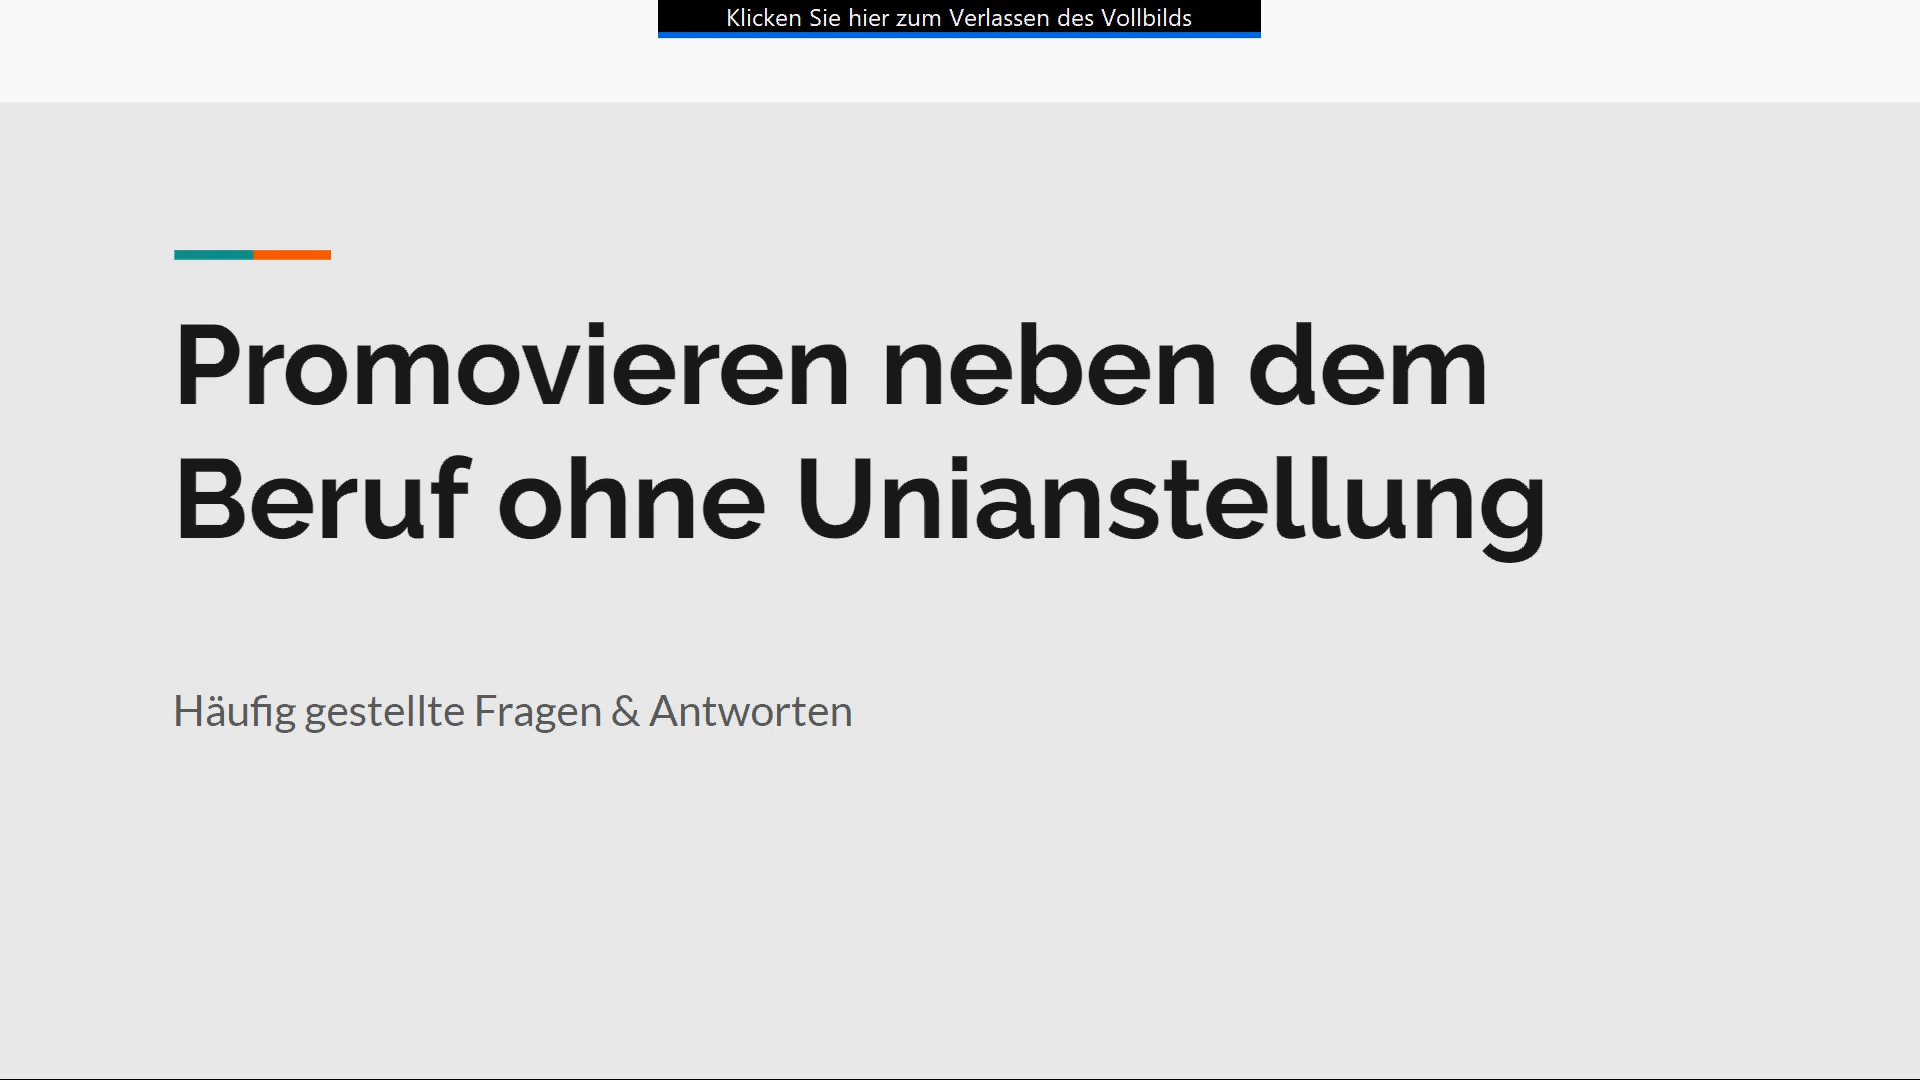 Klicken Sie hier zum Verlassen des Vollbilds
Promovieren neben dem
Beruf ohne Unianstellung
Häufig gestellte Fragen & Antworten